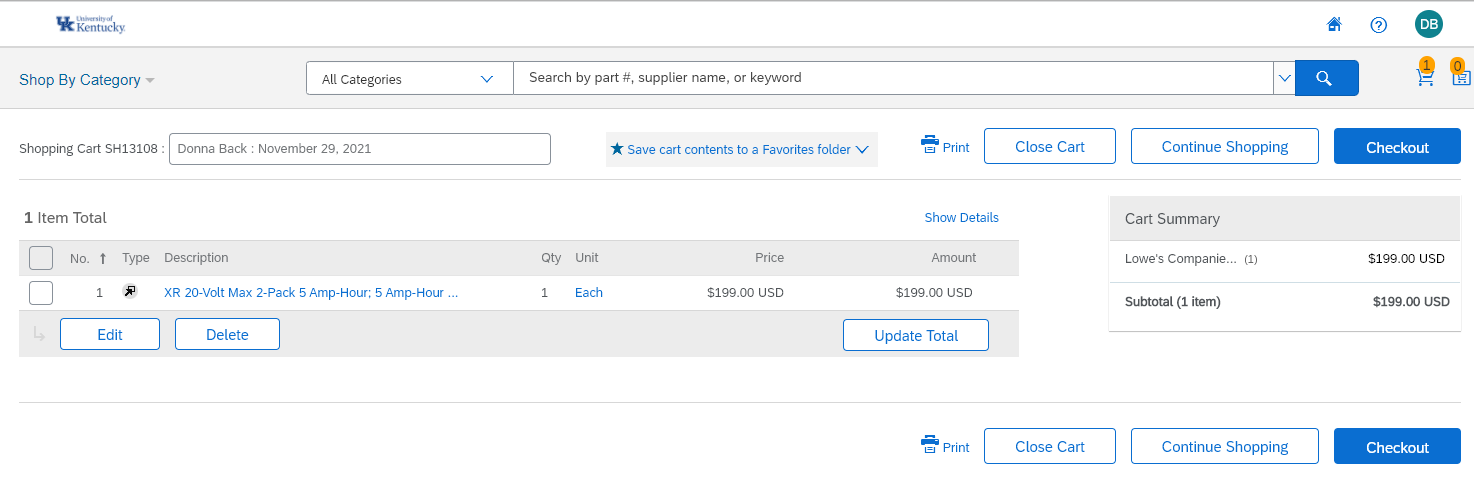 University of
Kentucky
DB
Shop By Category
All Categories
Search by part #, supplier name, or keyword
1
0
Shopping Cart SH13108 :
Donna Back : November 29, 2021
Save cart contents to a Favorites folder
Print
Close Cart
Continue Shopping
Checkout
1 Item Total
Show Details
No. ↑ Type Description Qty Unit Price Amount
1 XR 20-Volt Max 2-Pack 5 Amp-Hour; 5 Amp-Hour ... 1 Each $199.00 USD $199.00 USD
Edit
Delete
Update Total
Cart Summary
Lowe's Companie... (1) $199.00 USD
Subtotal (1 item) $199.00 USD
Print
Close Cart
Continue Shopping
Checkout